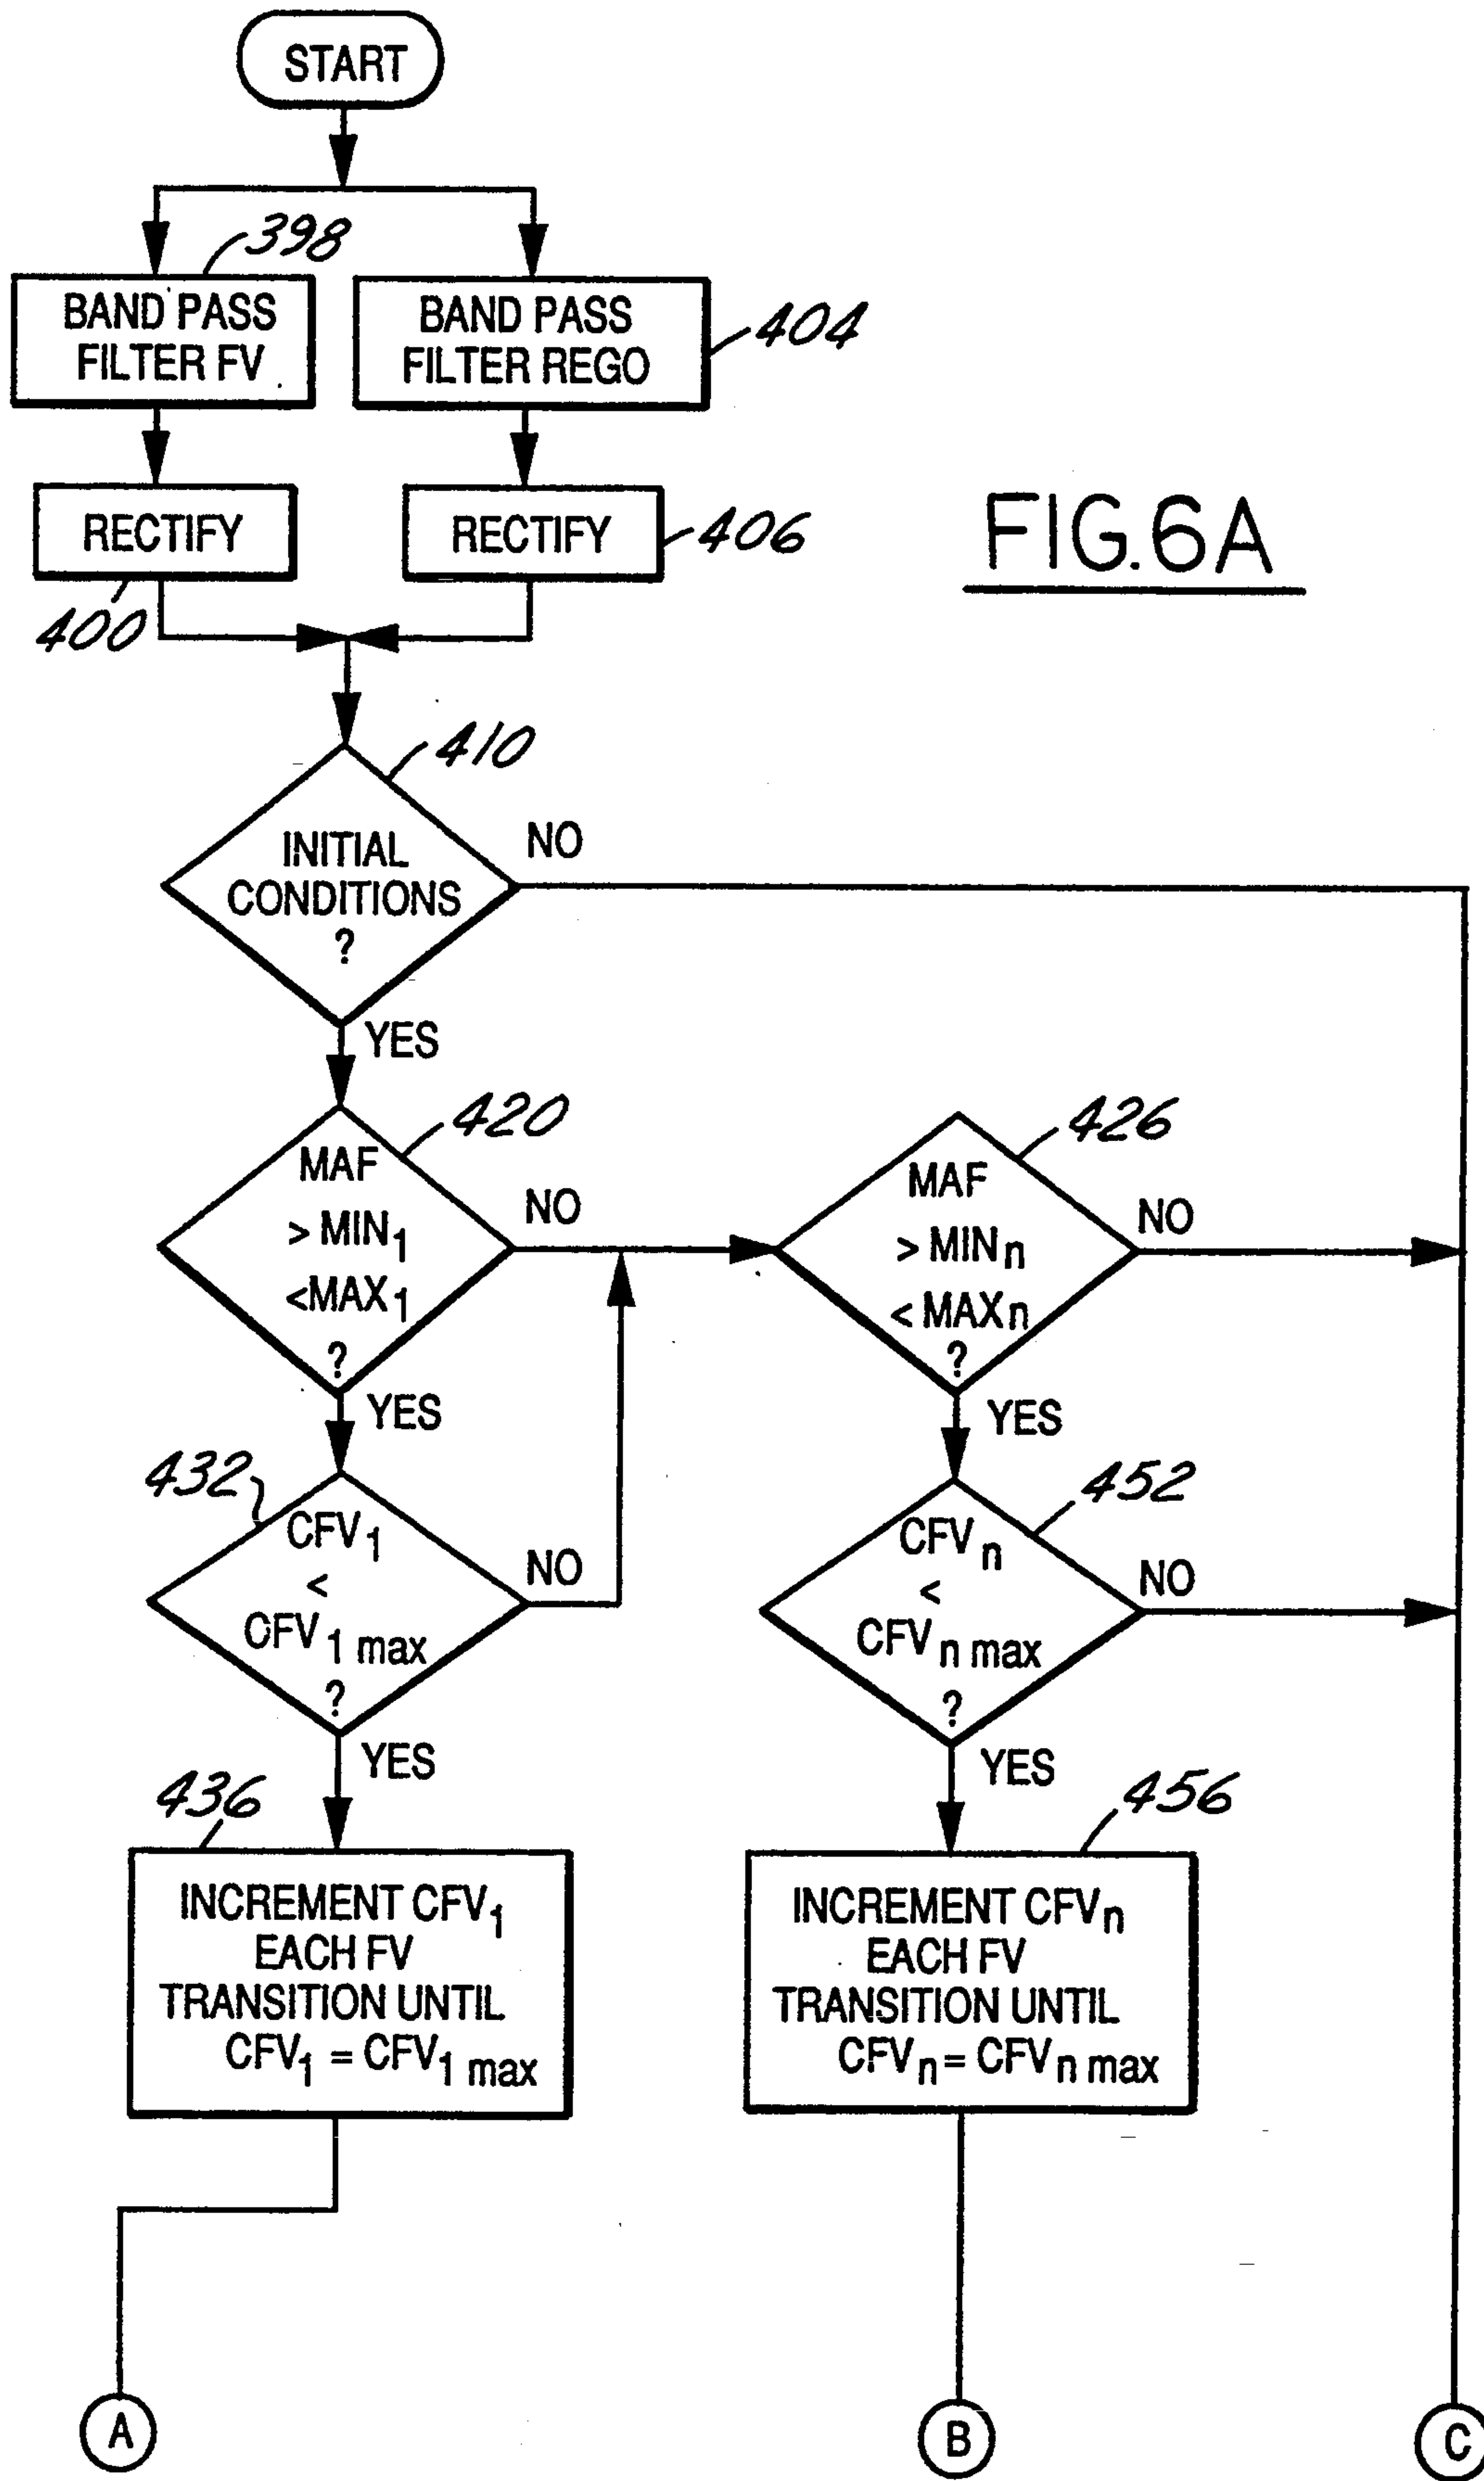 START
398
BAND PASS
FILTER FV
BAND PASS
FILTER REGO
404
RECTIFY
400
RECTIFY
406
FIG.6A
410
INITIAL
CONDITIONS
?
NO
YES
420
MAF
> MIN1
<MAX1
?
NO
YES
426
MAF
> MINn
< MAXn
?
NO
YES
432
CFV1
<
CFV1 max
?
NO
YES
452
CFVn
<
CFVn max
?
NO
YES
436
INCREMENT CFV1
EACH FV
TRANSITION UNTIL
CFV1 = CFV1 max
456
INCREMENT CFVn
EACH FV
TRANSITION UNTIL
CFVn = CFVn max
A
B
C